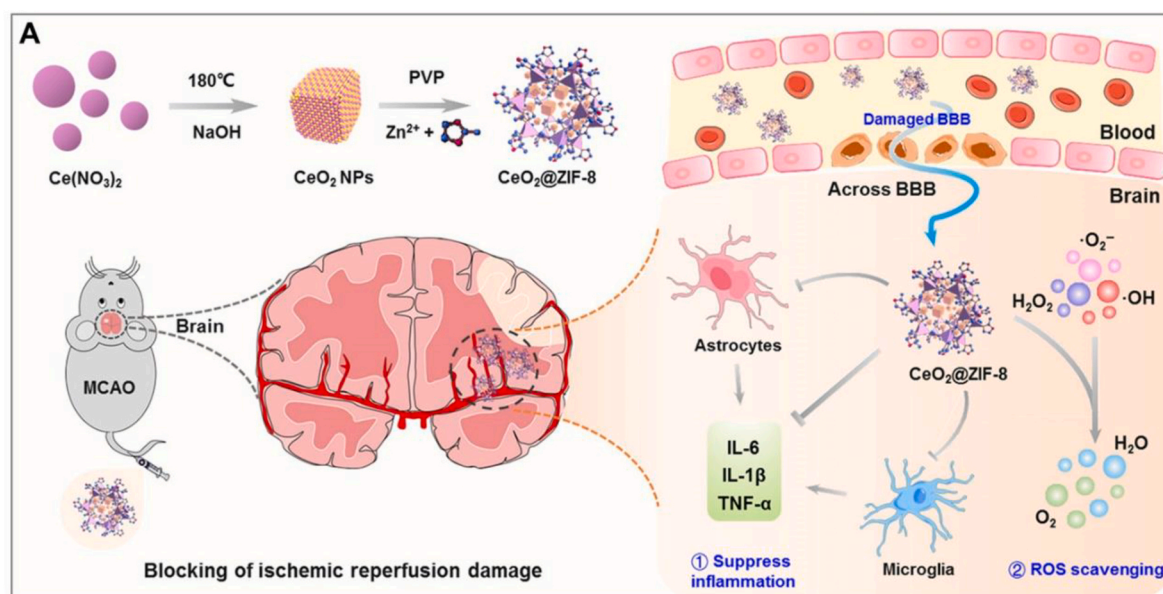 A
180℃
NaOH
Ce(NO₃)₂
CeO₂ NPs
PVP
Zn²⁺ +
CeO₂@ZIF-8
Damaged BBB
Blood
Across BBB
Brain
Brain
MCAO
Blocking of ischemic reperfusion damage
Astrocytes
CeO₂@ZIF-8
·O₂⁻
H₂O₂
·OH
IL-6
IL-1β
TNF-α
Microglia
H₂O
O₂
① Suppress
inflammation
② ROS scavenging